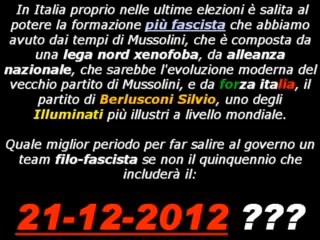 In Italia proprio nelle ultime elezioni è salita al
potere la formazione più fascista che abbiamo
avuto dai tempi di Mussolini, che è composta da
una lega nord xenofoba, da alleanza
nazionale, che sarebbe l'evoluzione moderna del
vecchio partito di Mussolini, e da forza italia, il
partito di Berlusconi Silvio, uno degli
Illuminati più illustri a livello mondiale.
Quale miglior periodo per far salire al governo un
team filo-fascista se non il quinquennio che
includerà il:
21-12-2012 ???